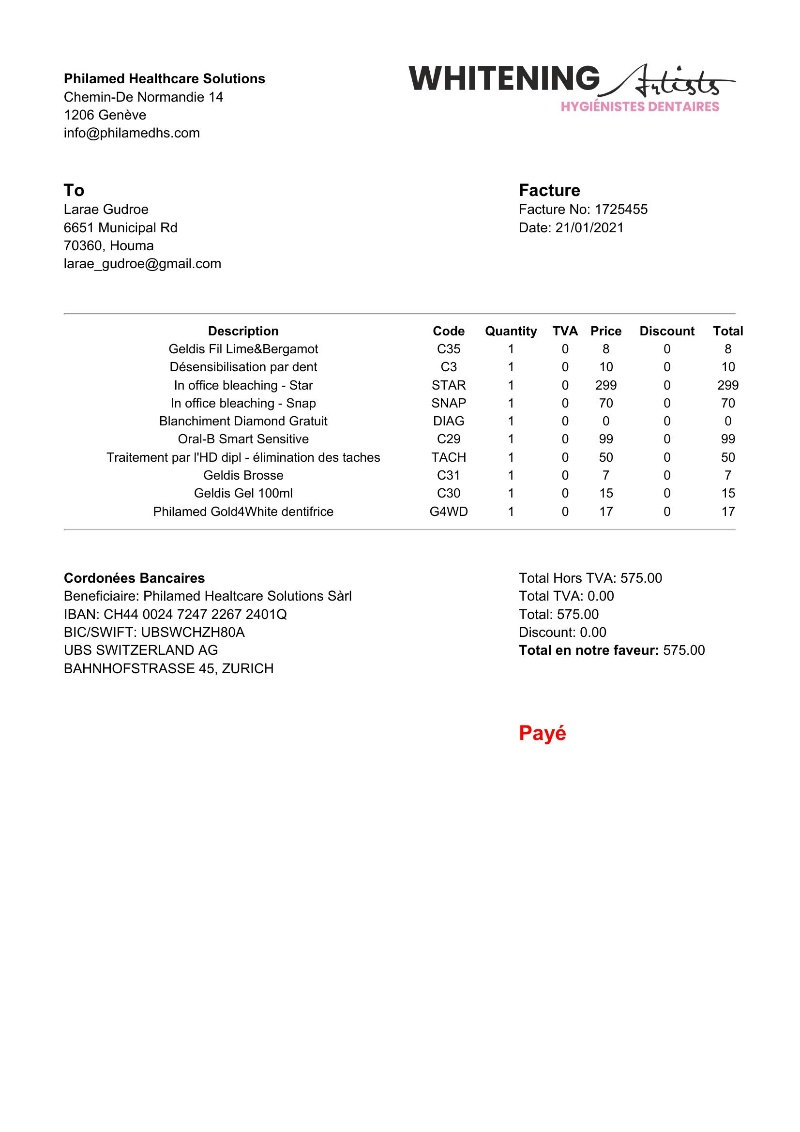 Philamed Healthcare Solutions
Chemin-De Normandie 14
1206 Genève
info@philamedhs.com
WHITENING Artists
HYGIÉNISTES DENTAIRES
To
Larae Gudroe
6651 Municipal Rd
70360, Houma
larae_gudroe@gmail.com
Facture
Facture No: 1725455
Date: 21/01/2021
Description Code Quantity TVA Price Discount Total
Geldis Fil Lime&Bergamot C35 1 0 8 0 8
Désensibilisation par dent C3 1 0 10 0 10
In office bleaching - Star STAR 1 0 299 0 299
In office bleaching - Snap SNAP 1 0 70 0 70
Blanchiment Diamond Gratuit DIAG 1 0 0 0 0
Oral-B Smart Sensitive C29 1 0 99 0 99
Traitement par l'HD dipl - élimination des taches TACH 1 0 50 0 50
Geldis Brosse C31 1 0 7 0 7
Geldis Gel 100ml C30 1 0 15 0 15
Philamed Gold4White dentifrice G4WD 1 0 17 0 17
Cordonées Bancaires
Beneficiaire: Philamed Healtcare Solutions Sàrl
IBAN: CH44 0024 7247 2267 2401Q
BIC/SWIFT: UBSWCHZH80A
UBS SWITZERLAND AG
BAHNHOFSTRASSE 45, ZURICH
Total Hors TVA: 575.00
Total TVA: 0.00
Total: 575.00
Discount: 0.00
Total en notre faveur: 575.00
Payé